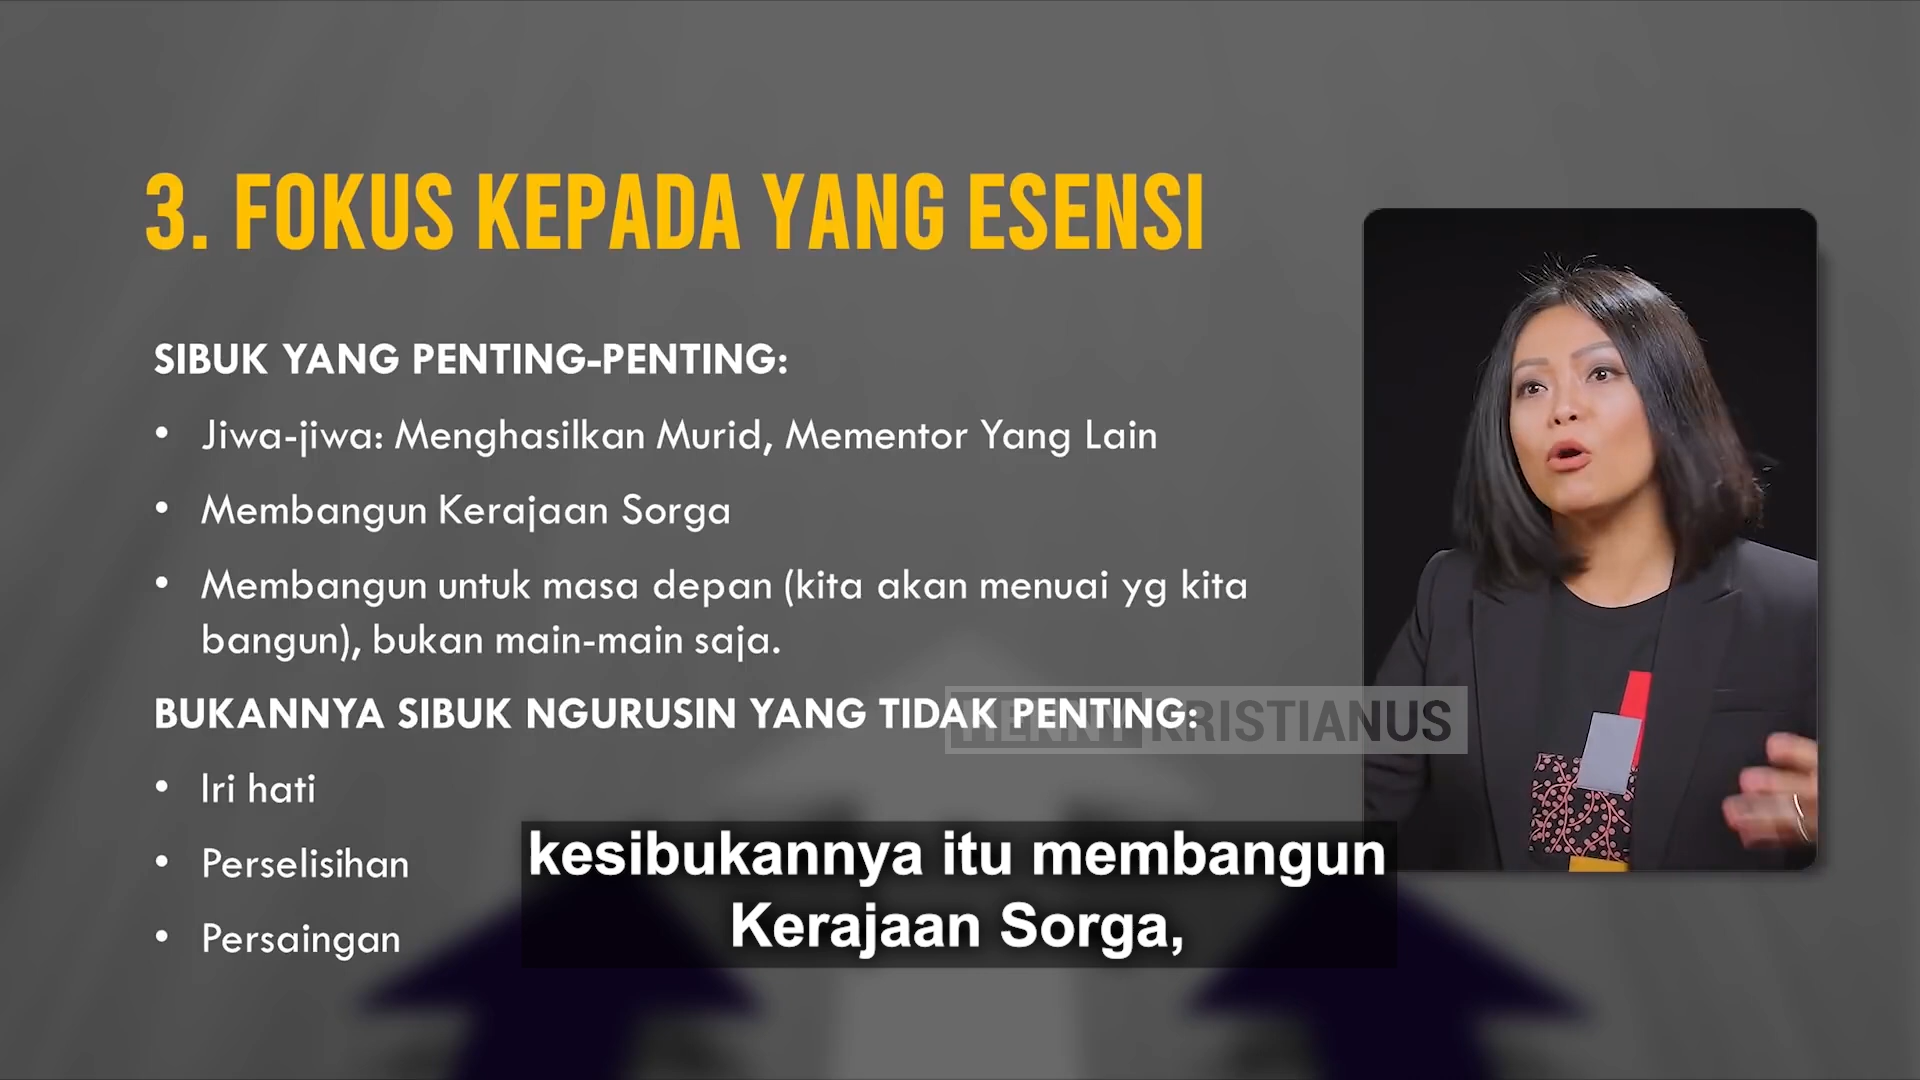 3. FOKUS KEPADA YANG ESENSI
SIBUK YANG PENTING-PENTING:
• Jiwa-jiwa: Menghasilkan Murid, Mementor Yang Lain
• Membangun Kerajaan Sorga
• Membangun untuk masa depan (kita akan menuai yg kita
bangun), bukan main-main saja.
BUKANNYA SIBUK NGURUSIN YANG TIDAK PENTING:
HENNY KRISTIANUS
• Iri hati
• Perselisihan
• Persaingan
kesibukannya itu membangun
Kerajaan Sorga,